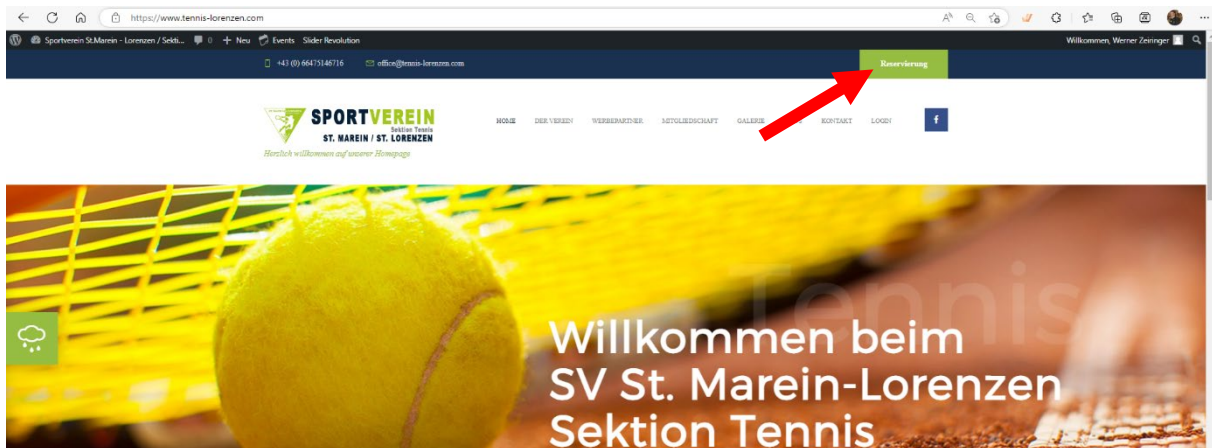 https://www.tennis-lorenzen.com
Sportverein St.Marein - Lorenzen / Sekti... 0 + Neu Events Slider Revolution Willkommen, Werner Zeiringer
+43 (0) 66475146716 office@tennis-lorenzen.com Reservierung
SPORTVEREIN
Sektion Tennis
ST. MAREIN / ST. LORENZEN
Herzlich willkommen auf unserer Homepage
HOME DER VEREIN WERBEPARTNER MITGLIEDSCHAFT GALERIE KONTAKT LOGIN f
Tennis
Willkommen beim
SV St. Marein-Lorenzen
Sektion Tennis